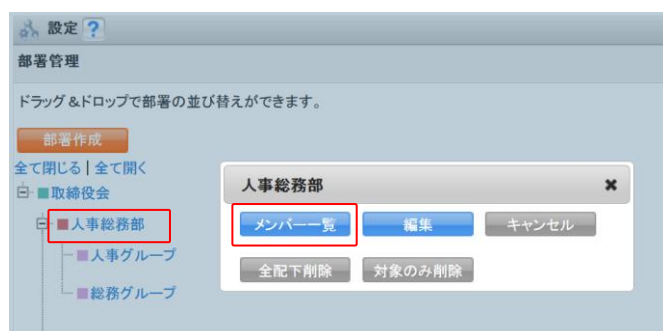 設定 ?
部署管理
ドラッグ&ドロップで部署の並び替えができます。
部署作成
全て閉じる | 全て開く
取締役会
人事総務部
人事グループ
総務グループ
人事総務部 ✖
メンバー一覧 編集 キャンセル
全配下削除 対象のみ削除